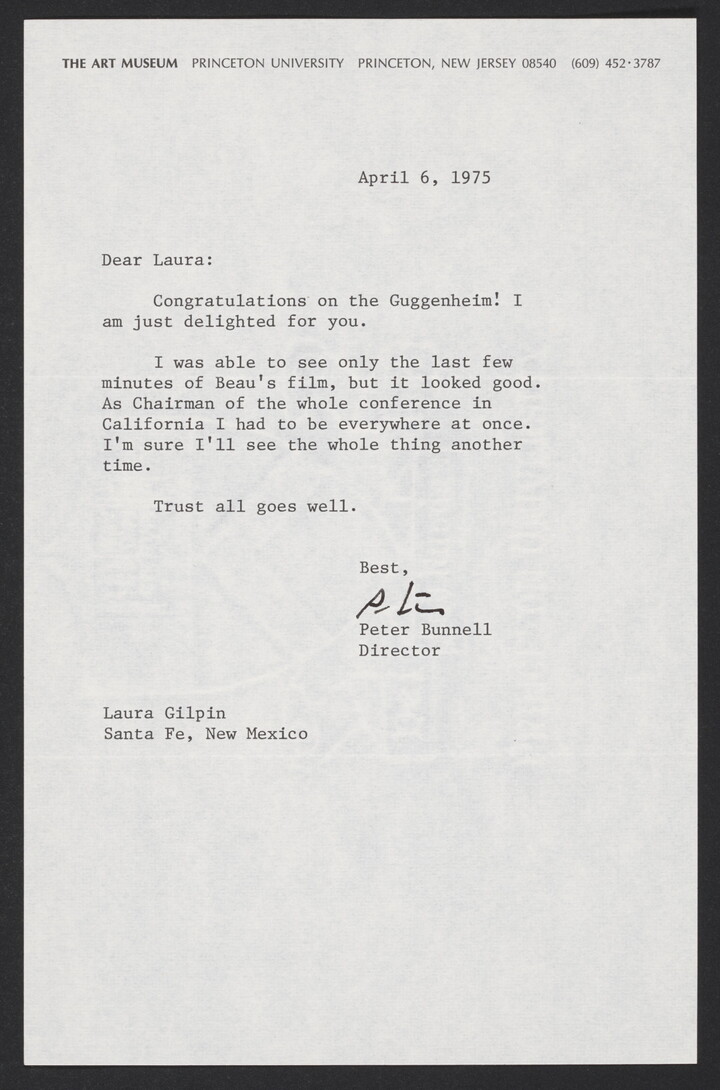 THE ART MUSEUM PRINCETON UNIVERSITY PRINCETON, NEW JERSEY 08540 (609) 452·3787
April 6, 1975
Dear Laura:
Congratulations on the Guggenheim! I
am just delighted for you.
I was able to see only the last few
minutes of Beau's film, but it looked good.
As Chairman of the whole conference in
California I had to be everywhere at once.
I'm sure I'll see the whole thing another
time.
Trust all goes well.
Best,
Peter Bunnell
Director
Laura Gilpin
Santa Fe, New Mexico